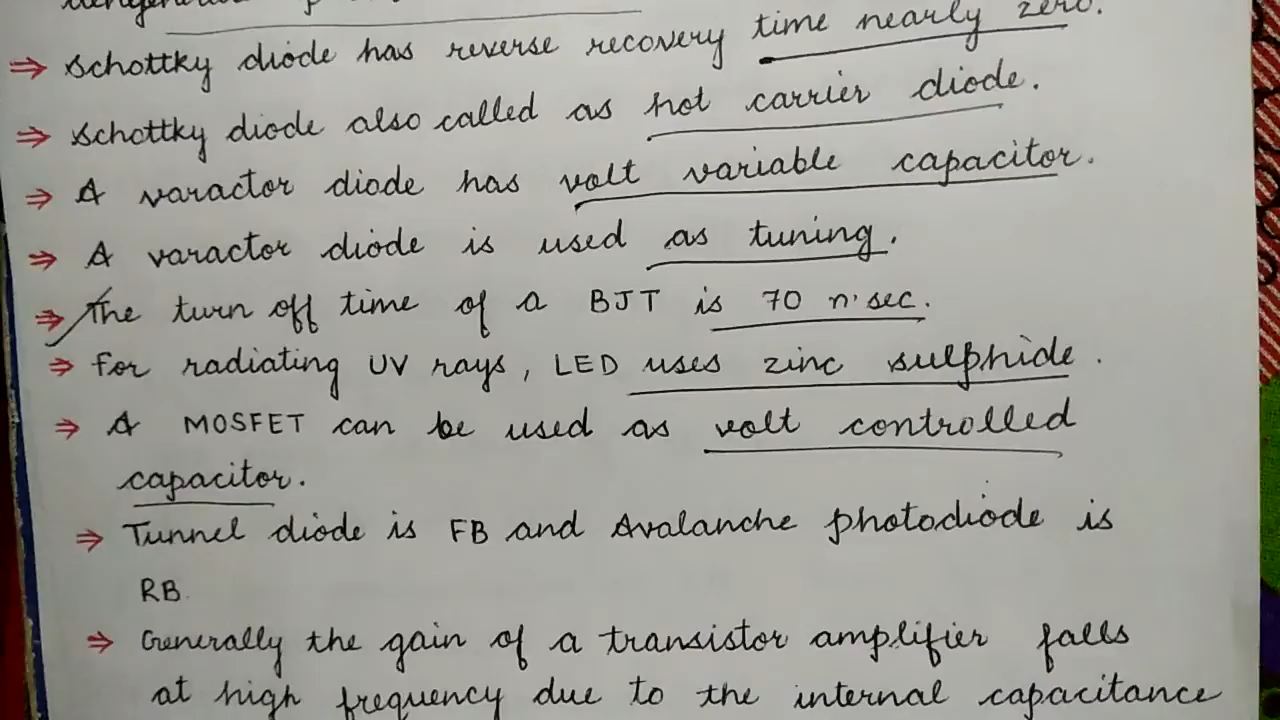 ⇒ Schottky diode has reverse recovery time nearly zero.
⇒ Schottky diode also called as hot carrier diode.
⇒ A varactor diode has volt variable capacitor.
⇒ A varactor diode is used as tuning.
⇒ The turn off time of a BJT is 70 n·sec.
⇒ For radiating UV rays, LED uses zinc sulphide.
⇒ A MOSFET can be used as volt controlled
capacitor.
⇒ Tunnel diode is FB and Avalanche photodiode is
RB.
⇒ Generally the gain of a transistor amplifier falls
at high frequency due to the internal capacitance